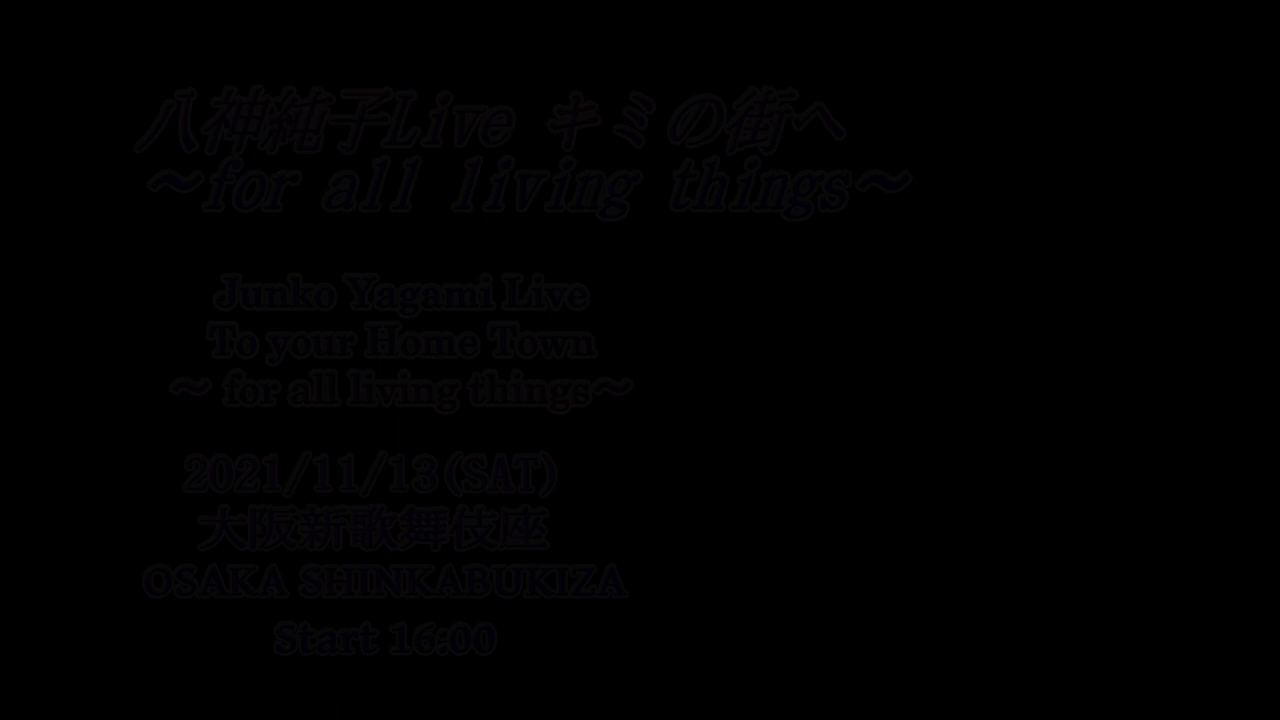 八神純子Live キミの街へ
～for all living things～
Junko Yagami Live
To your Home Town
～ for all living things～
2021/11/13(SAT)
大阪新歌舞伎座
OSAKA SHINKABUKIZA
Start 16:00